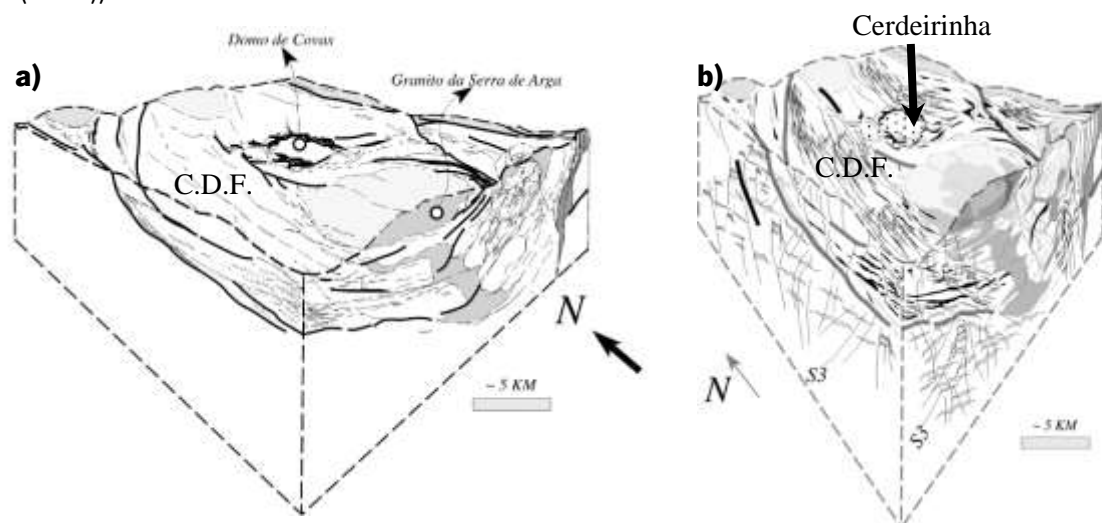 Cerdeirinha
Domo de Covas
a)
b)
Granito da Serra de Arga
C.D.F.
C.D.F.
N
~ 5 KM
N
S3
S3
~ 5 KM